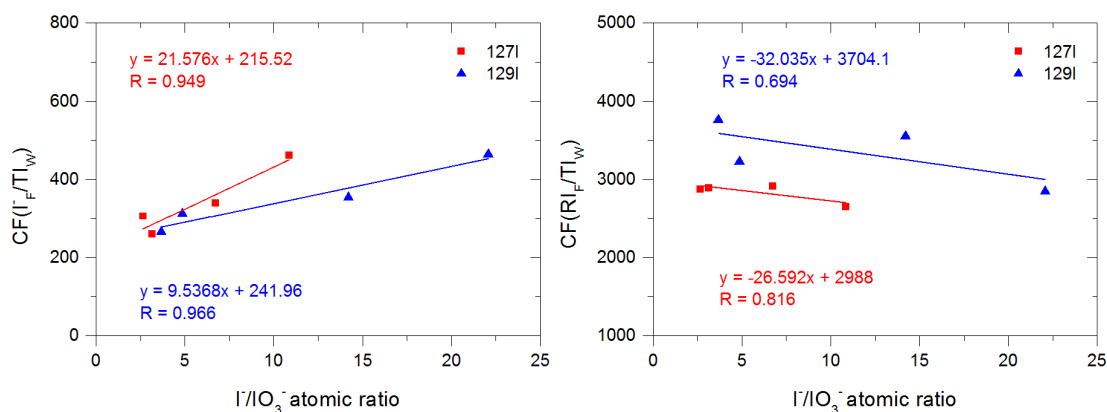 800
600
400
200
0
0 5 10 15 20 25
CF(I⁻F/TIW)
I⁻/IO₃⁻ atomic ratio
y = 21.576x + 215.52
R = 0.949
127I
129I
y = 9.5368x + 241.96
R = 0.966
5000
4000
3000
2000
1000
0 5 10 15 20 25
CF(RIF/TIW)
I⁻/IO₃⁻ atomic ratio
y = -32.035x + 3704.1
R = 0.694
127I
129I
y = -26.592x + 2988
R = 0.816